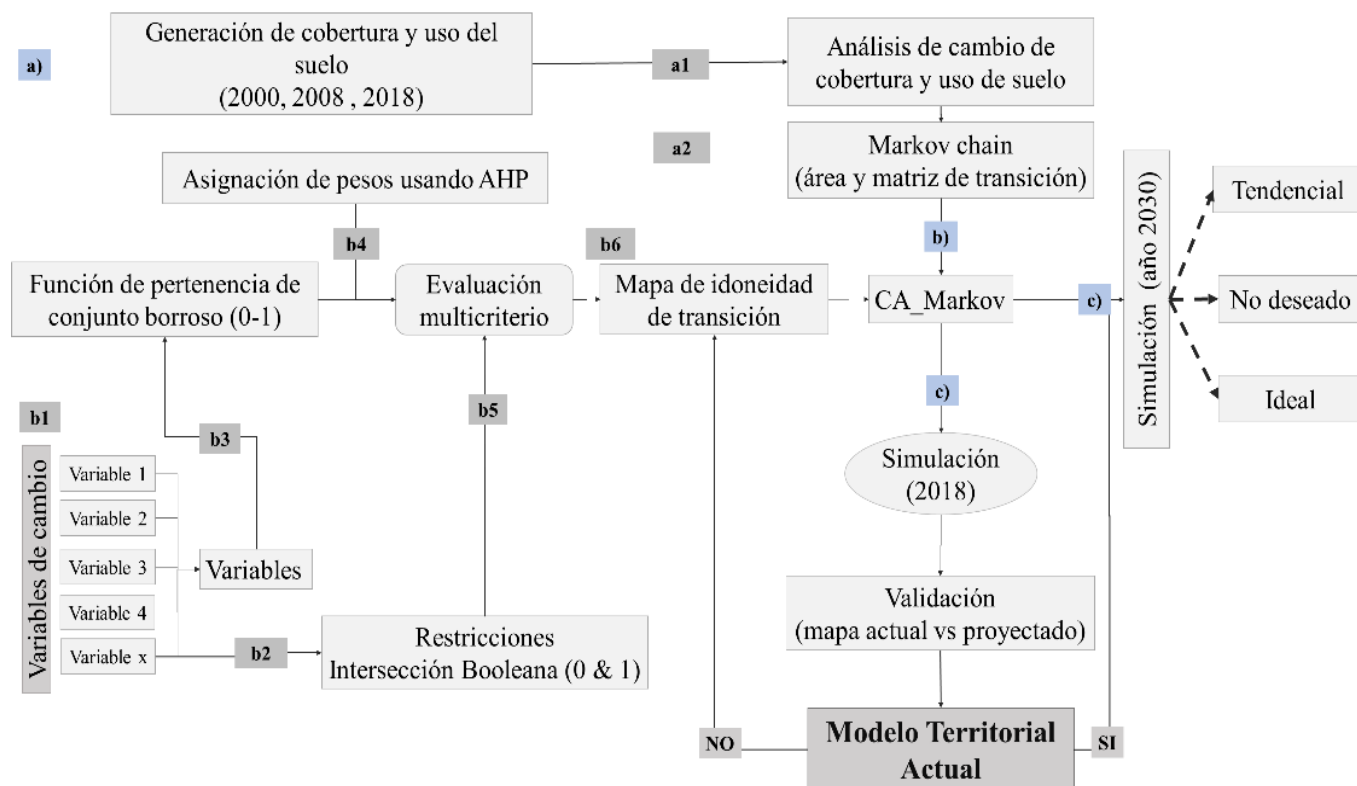 a)
Generación de cobertura y uso del
suelo
(2000, 2008 , 2018)
a1
Análisis de cambio de
cobertura y uso de suelo
a2
Markov chain
(área y matriz de transición)
Asignación de pesos usando AHP
b4
b)
b6
Función de pertenencia de
conjunto borroso (0-1)
Evaluación
multicriterio
Mapa de idoneidad
de transición
CA_Markov
c)
Simulación (año 2030)
Tendencial
No deseado
Ideal
c)
b1
b3
b5
Variables de cambio
Variable 1
Variable 2
Variable 3
Variable 4
Variable x
Variables
b2
Restricciones
Intersección Booleana (0 & 1)
Simulación
(2018)
Validación
(mapa actual vs proyectado)
NO
Modelo Territorial
Actual
SI